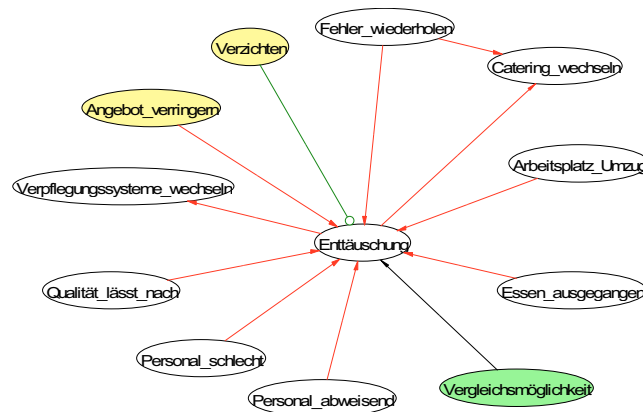 Fehler_wiederholen
Verzichten
Catering_wechseln
Angebot_verringern
Arbeitsplatz_Umzug
Verpflegungssysteme_wechseln
Enttäuschung
Qualität_lässt_nach
Essen_ausgegangen
Personal_schlecht
Vergleichsmöglichkeit
Personal_abweisend